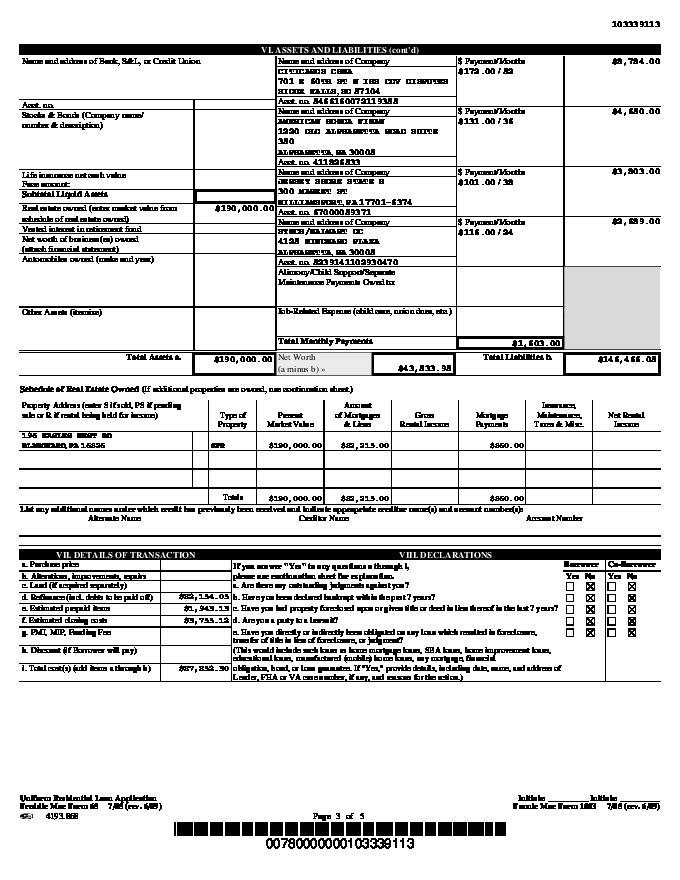 103339113
VI. ASSETS AND LIABILITIES (cont'd)
Name and address of Bank, S&L, or Credit Union
Acct. no.
Stocks & Bonds (Company name/
number & description)
Life insurance net cash value
Face amount:
Subtotal Liquid Assets
Real estate owned (enter market value from
schedule of real estate owned)
$190,000.00
Vested interest in retirement fund
Net worth of business(es) owned
(attach financial statement)
Automobiles owned (make and year)
Other Assets (itemize)
Total Assets a.
$190,000.00
Name and address of Company
CITICARDS CBNA
701 E 60TH ST N
SIOUX FALLS, SD 57104
Acct. no. 5466160072119388
$ Payment/Months
$172.00 / 52
$8,784.00
Name and address of Company
AMERICAN HONDA FINAN
1220 OLD ALPHARETTA ROAD SUITE
350
ALPHARETTA, GA 30005
Acct. no. 411826833
$ Payment/Months
$131.00 / 36
$4,680.00
Name and address of Company
JERSEY SHORE STATE B
300 MARKET ST
WILLIAMSPORT, PA 17701-6374
Acct. no. 67000089371
$ Payment/Months
$101.00 / 38
$3,803.00
Name and address of Company
SYNCB/WALMART DC
4125 WINDWARD PLAZA
ALPHARETTA, GA 30005
Acct. no. 5239141102930470
$ Payment/Months
$116.00 / 24
$2,689.00
Alimony/Child Support/Separate
Maintenance Payments Owed to:
Job-Related Expense (child care, union dues, etc.)
Total Monthly Payments
$1,603.00
Net Worth
(a minus b) »
$43,533.95
Total Liabilities b.
$146,466.05
Schedule of Real Estate Owned (If additional properties are owned, use continuation sheet.)
Property Address (enter S if sold, PS if pending
sale or R if rental being held for income)
Type of
Property
Present
Market Value
Amount
of Mortgages
& Liens
Gross
Rental Income
Mortgage
Payments
Insurance,
Maintenance,
Taxes & Misc.
Net Rental
Income
196 EAGLES NEST RD
BLANCHARD, PA 16826
SFR
$190,000.00
$82,215.00
$860.00
Totals
$190,000.00
$82,215.00
$860.00
List any additional names under which credit has previously been received and indicate appropriate creditor name(s) and account number(s):
Alternate Name
Creditor Name
Account Number
VII. DETAILS OF TRANSACTION
a. Purchase price
b. Alterations, improvements, repairs
c. Land (if acquired separately)
d. Refinance (incl. debts to be paid off)
$82,154.05
e. Estimated prepaid items
$1,943.13
f. Estimated closing costs
$3,755.12
g. PMI, MIP, Funding Fee
h. Discount (if Borrower will pay)
i. Total costs (add items a through h)
$87,852.30
VIII. DECLARATIONS
If you answer "Yes" to any questions a through i,
please use continuation sheet for explanation.
Borrower Co-Borrower
Yes No Yes No
a. Are there any outstanding judgments against you?
b. Have you been declared bankrupt within the past 7 years?
c. Have you had property foreclosed upon or given title or deed in lieu thereof in the last 7 years?
d. Are you a party to a lawsuit?
e. Have you directly or indirectly been obligated on any loan which resulted in foreclosure,
transfer of title in lieu of foreclosure, or judgment?
(This would include such loans as home mortgage loans, SBA loans, home improvement loans,
educational loans, manufactured (mobile) home loans, any mortgage, financial
obligation, bond, or loan guarantee. If "Yes," provide details, including date, name, and address of
Lender, FHA or VA case number, if any, and reasons for the action.)
Uniform Residential Loan Application
Freddie Mac Form 65 7/05 (rev. 6/09)
4193.868
Page 3 of 5
Initials: Initials:
Fannie Mae Form 1003 7/05 (rev. 6/09)
00780000000103339113